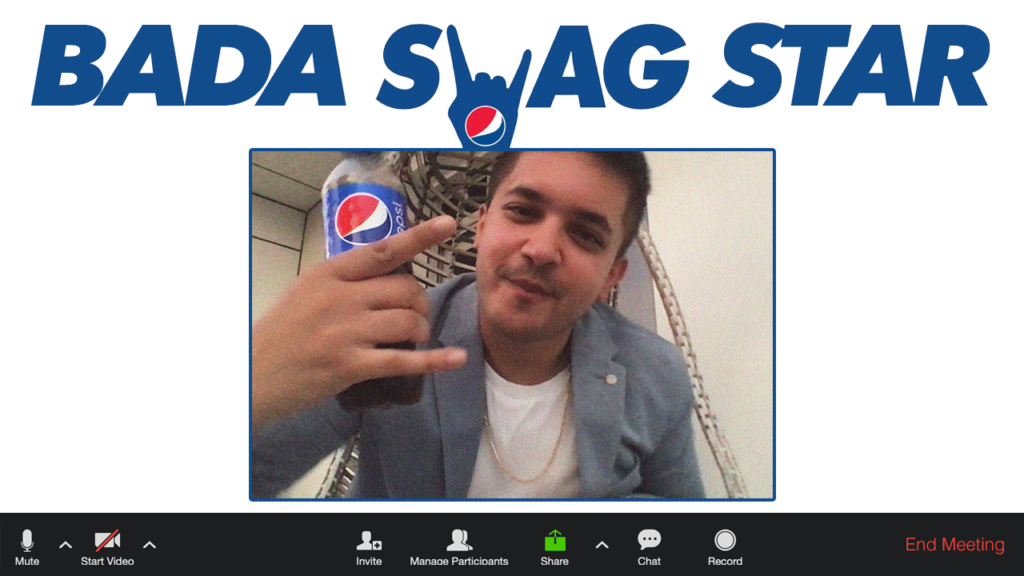 BADA SWAG STAR
pepsi
Mute
Start Video
Invite
Manage Participants
Share
Chat
Record
End Meeting